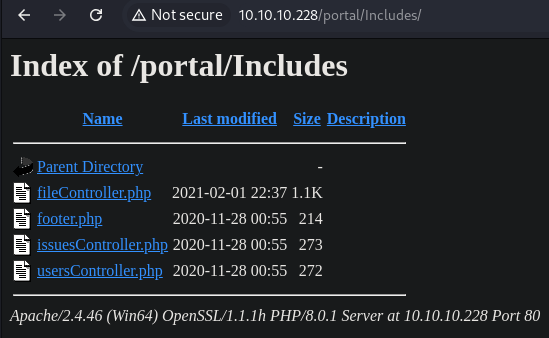 Not secure 10.10.10.228/portal/Includes/
Index of /portal/Includes
Name Last modified Size Description
Parent Directory -
fileController.php 2021-02-01 22:37 1.1K
footer.php 2020-11-28 00:55 214
issuesController.php 2020-11-28 00:55 273
usersController.php 2020-11-28 00:55 272
Apache/2.4.46 (Win64) OpenSSL/1.1.1h PHP/8.0.1 Server at 10.10.10.228 Port 80